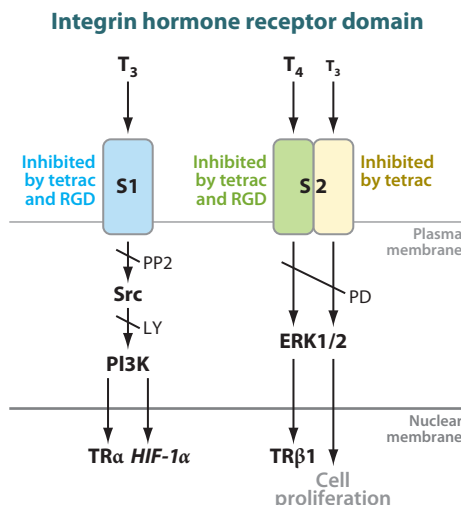 Integrin hormone receptor domain
T₃
T₄ T₃
Inhibited
by tetrac
and RGD
S1
Inhibited
by tetrac
and RGD
S 2
Inhibited
by tetrac
Plasma
membrane
PP2
Src
LY
PI3K
PD
ERK1/2
Nuclear
membrane
TRα HIF-1α
TRβ1
Cell
proliferation